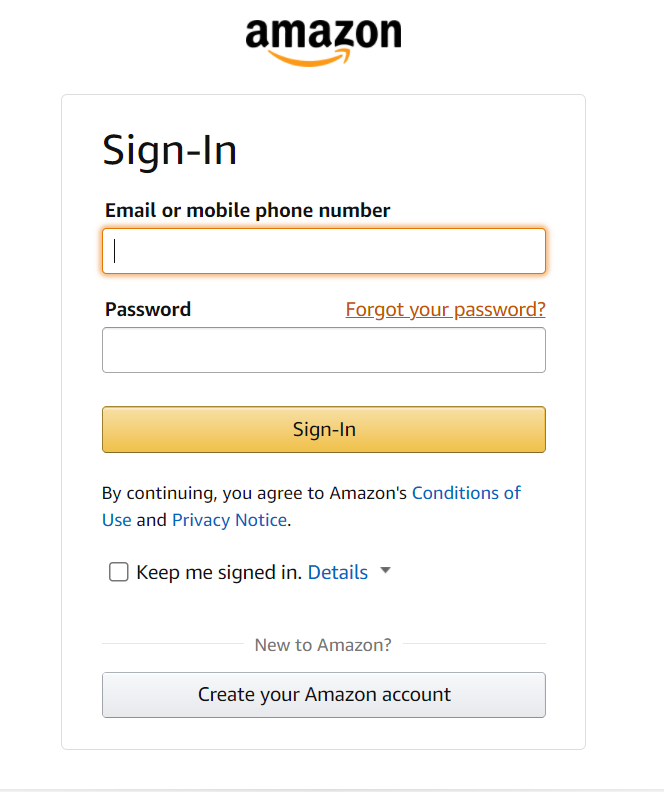 amazon
Sign-In
Email or mobile phone number
Password Forgot your password?
Sign-In
By continuing, you agree to Amazon's Conditions of
Use and Privacy Notice.
Keep me signed in. Details
New to Amazon?
Create your Amazon account